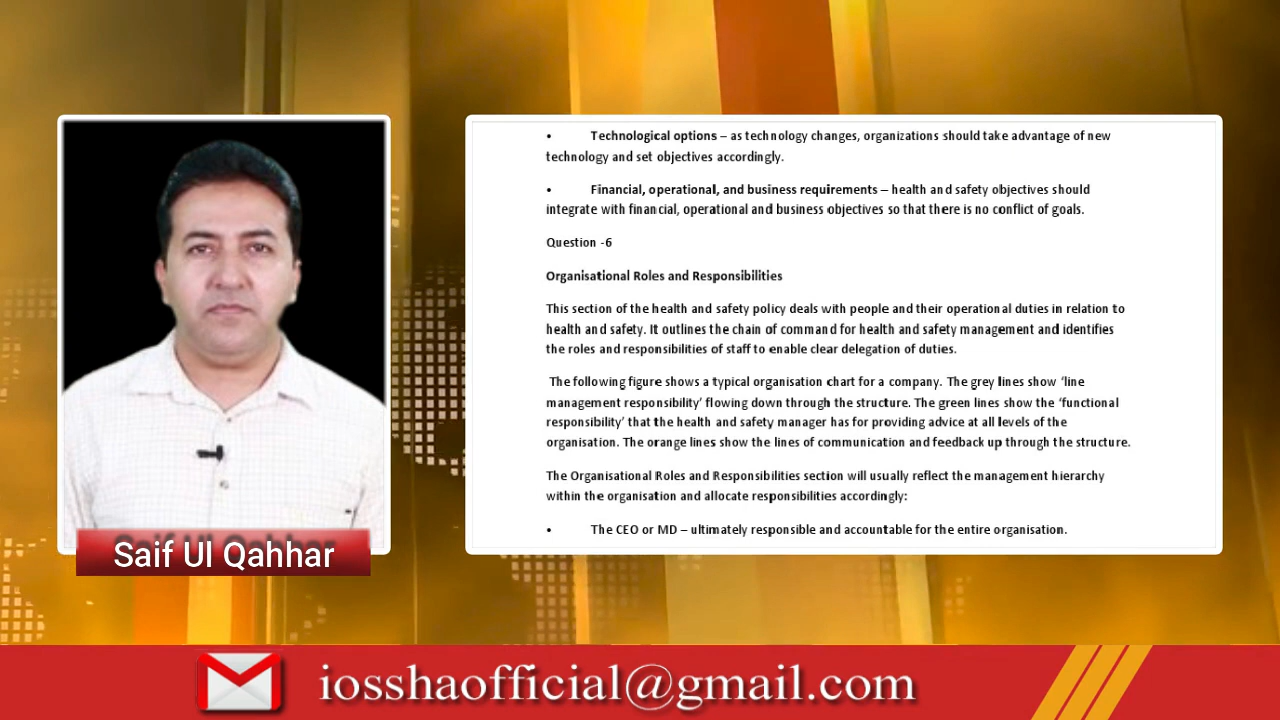 • Technological options – as technology changes, organizations should take advantage of new
technology and set objectives accordingly.
• Financial, operational, and business requirements – health and safety objectives should
integrate with financial, operational and business objectives so that there is no conflict of goals.
Question -6
Organisational Roles and Responsibilities
This section of the health and safety policy deals with people and their operational duties in relation to
health and safety. It outlines the chain of command for health and safety management and identifies
the roles and responsibilities of staff to enable clear delegation of duties.
The following figure shows a typical organisation chart for a company. The grey lines show ‘line
management responsibility’ flowing down through the structure. The green lines show the ‘functional
responsibility’ that the health and safety manager has for providing advice at all levels of the
organisation. The orange lines show the lines of communication and feedback up through the structure.
The Organisational Roles and Responsibilities section will usually reflect the management hierarchy
within the organisation and allocate responsibilities accordingly:
• The CEO or MD – ultimately responsible and accountable for the entire organisation.
Saif Ul Qahhar
iosshaofficial@gmail.com